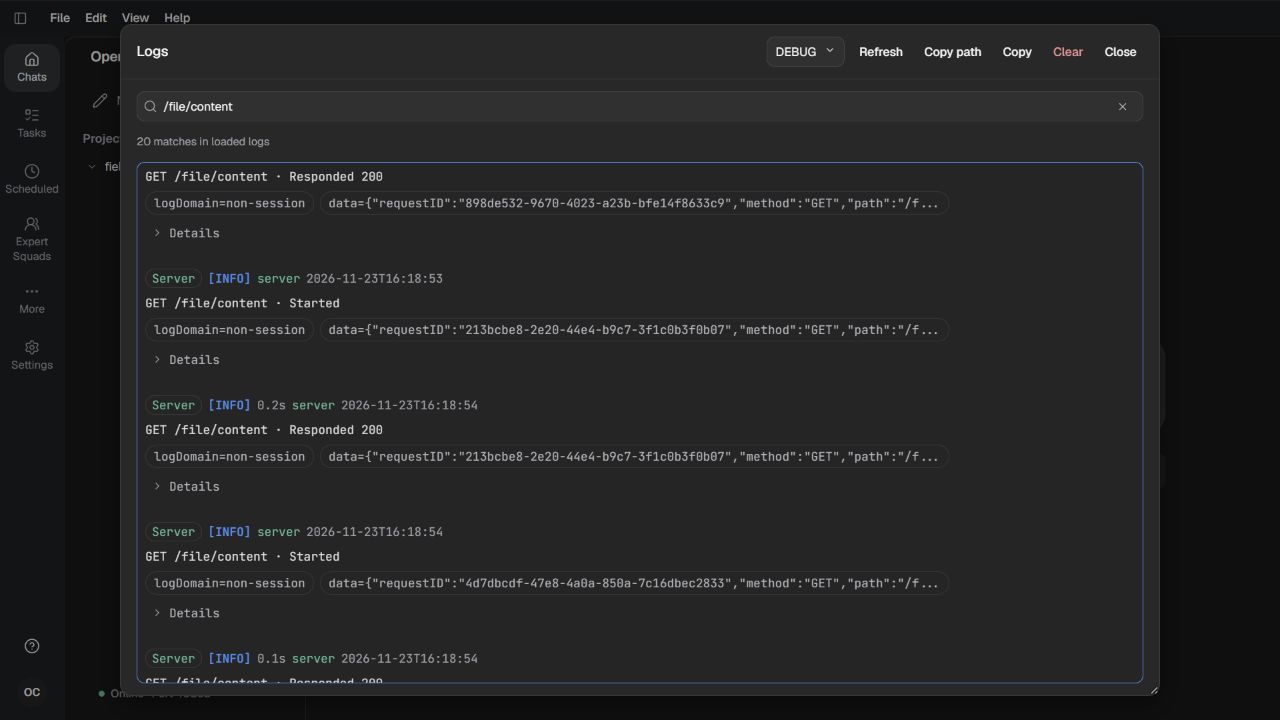 File Edit View Help
Logs
DEBUG Refresh Copy path Copy Clear Close
Chats
Tasks
Scheduled
Expert
Squads
More
Settings
OC
/file/content
20 matches in loaded logs
GET /file/content · Responded 200
logDomain=non-session data={"requestID":"898de532-9670-4023-a23b-bfe14f8633c9","method":"GET","path":"/f...
Details
Server [INFO] server 2026-11-23T16:18:53
GET /file/content · Started
logDomain=non-session data={"requestID":"213bcbe8-2e20-44e4-b9c7-3f1c0b3f0b07","method":"GET","path":"/f...
Details
Server [INFO] 0.2s server 2026-11-23T16:18:54
GET /file/content · Responded 200
logDomain=non-session data={"requestID":"213bcbe8-2e20-44e4-b9c7-3f1c0b3f0b07","method":"GET","path":"/f...
Details
Server [INFO] server 2026-11-23T16:18:54
GET /file/content · Started
logDomain=non-session data={"requestID":"4d7dbcdf-47e8-4a0a-850a-7c16dbec2833","method":"GET","path":"/f...
Details
Server [INFO] 0.1s server 2026-11-23T16:18:54
GET /file/content · Responded 200